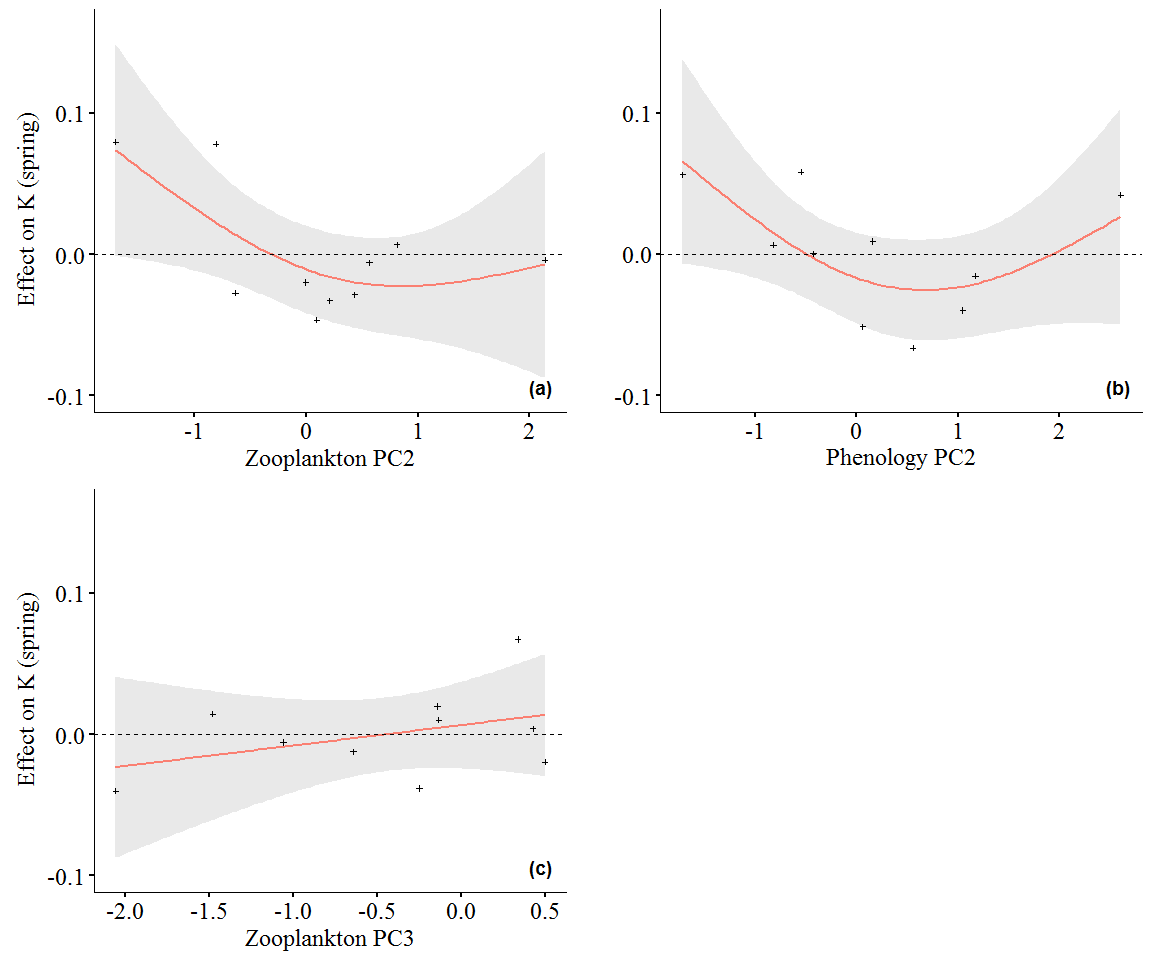 Effect on K (spring)
0.1
0.0
-0.1
-1
0
1
2
Zooplankton PC2
(a)
0.1
0.0
-0.1
-1
0
1
2
Phenology PC2
(b)
Effect on K (spring)
0.1
0.0
-0.1
-2.0
-1.5
-1.0
-0.5
0.0
0.5
Zooplankton PC3
(c)